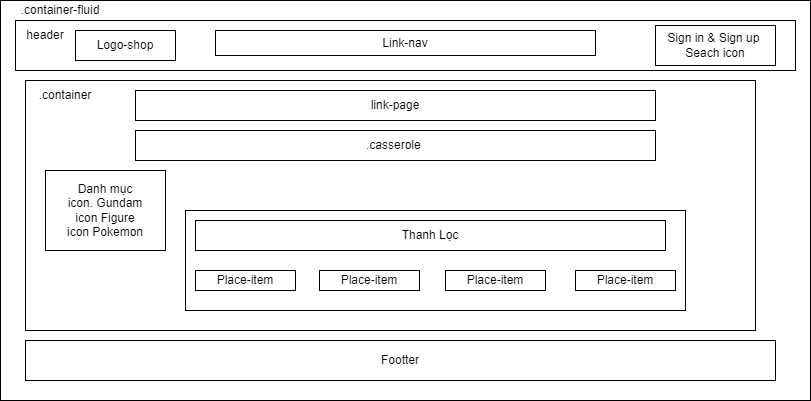 .container-fluid
header
Logo-shop
Link-nav
Sign in & Sign up
Seach icon
.container
link-page
.casserole
Danh mục
icon. Gundam
icon Figure
icon Pokemon
Thanh Lọc
Place-item
Place-item
Place-item
Place-item
Footter